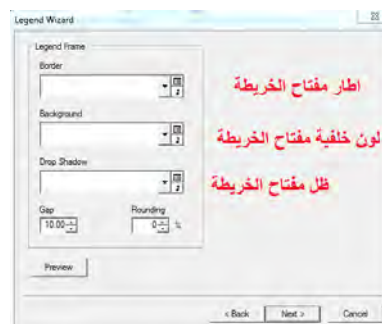 Legend Wizard
Legend Frame
Border
اطار مفتاح الخريطة
Background
لون خلفية مفتاح الخريطة
Drop Shadow
ظل مفتاح الخريطة
Gap Rounding
10.00 0 %
Preview
< Back Next > Cancel